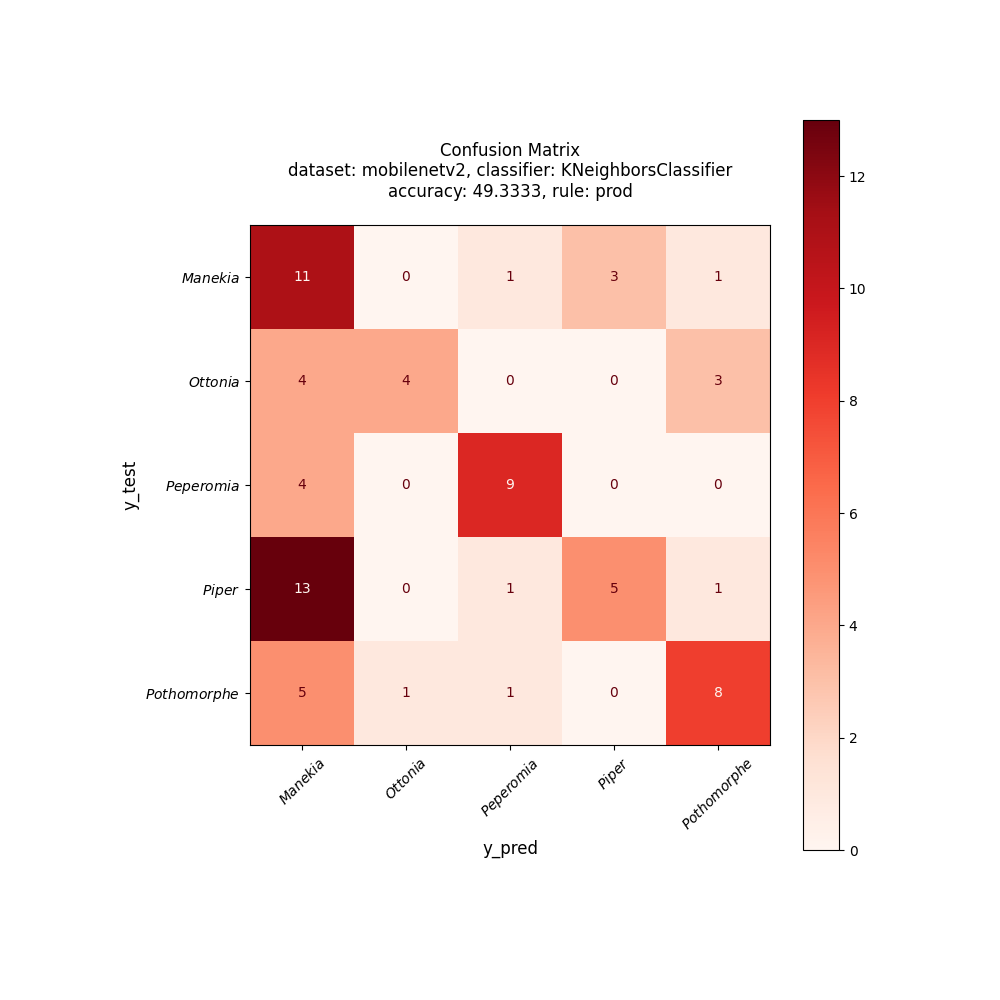 Confusion Matrix
dataset: mobilenetv2, classifier: KNeighborsClassifier
accuracy: 49.3333, rule: prod
Manekia 11 0 1 3 1
Ottonia 4 4 0 0 3
Peperomia 4 0 9 0 0
Piper 13 0 1 5 1
Pothomorphe 5 1 1 0 8
Manekia Ottonia Peperomia Piper Pothomorphe
y_test
y_pred
12
10
8
6
4
2
0